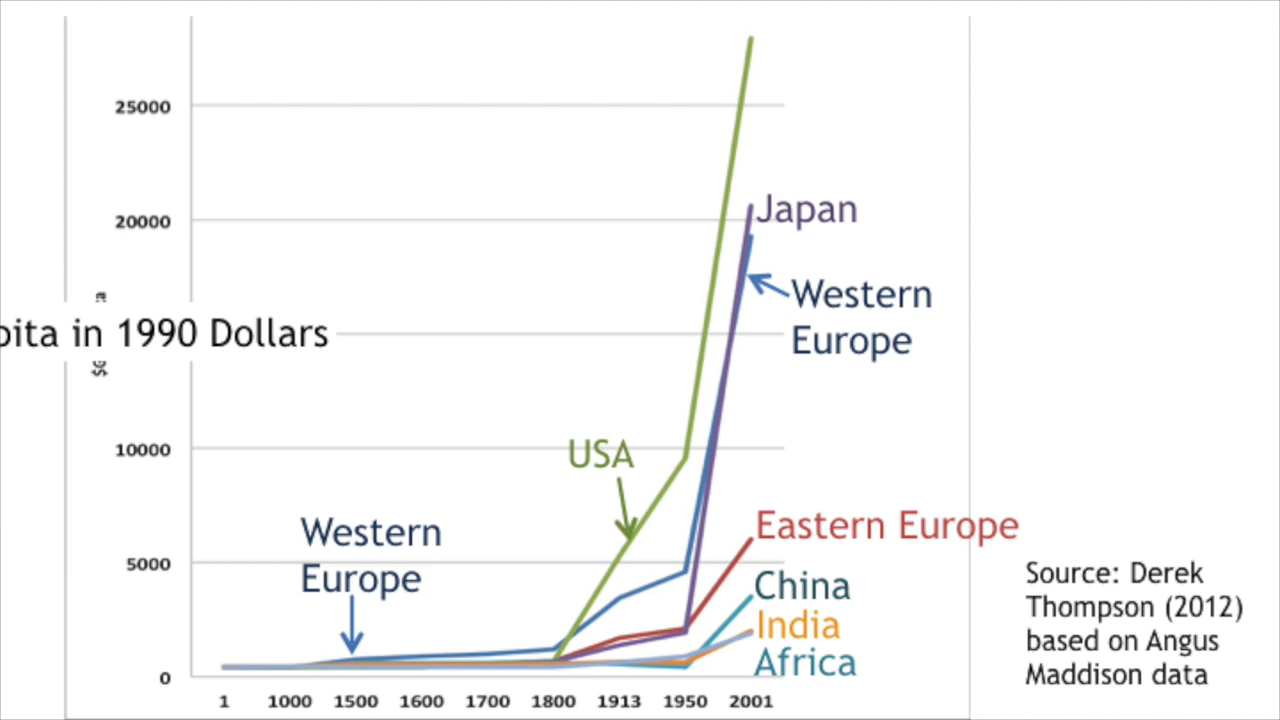 25000
20000
Japan
Western
Europe
in 1990 Dollars
10000
USA
Western
Europe
5000
Eastern Europe
China
India
Africa
0
1 1000 1500 1600 1700 1800 1913 1950 2001
Source: Derek
Thompson (2012)
based on Angus
Maddison data